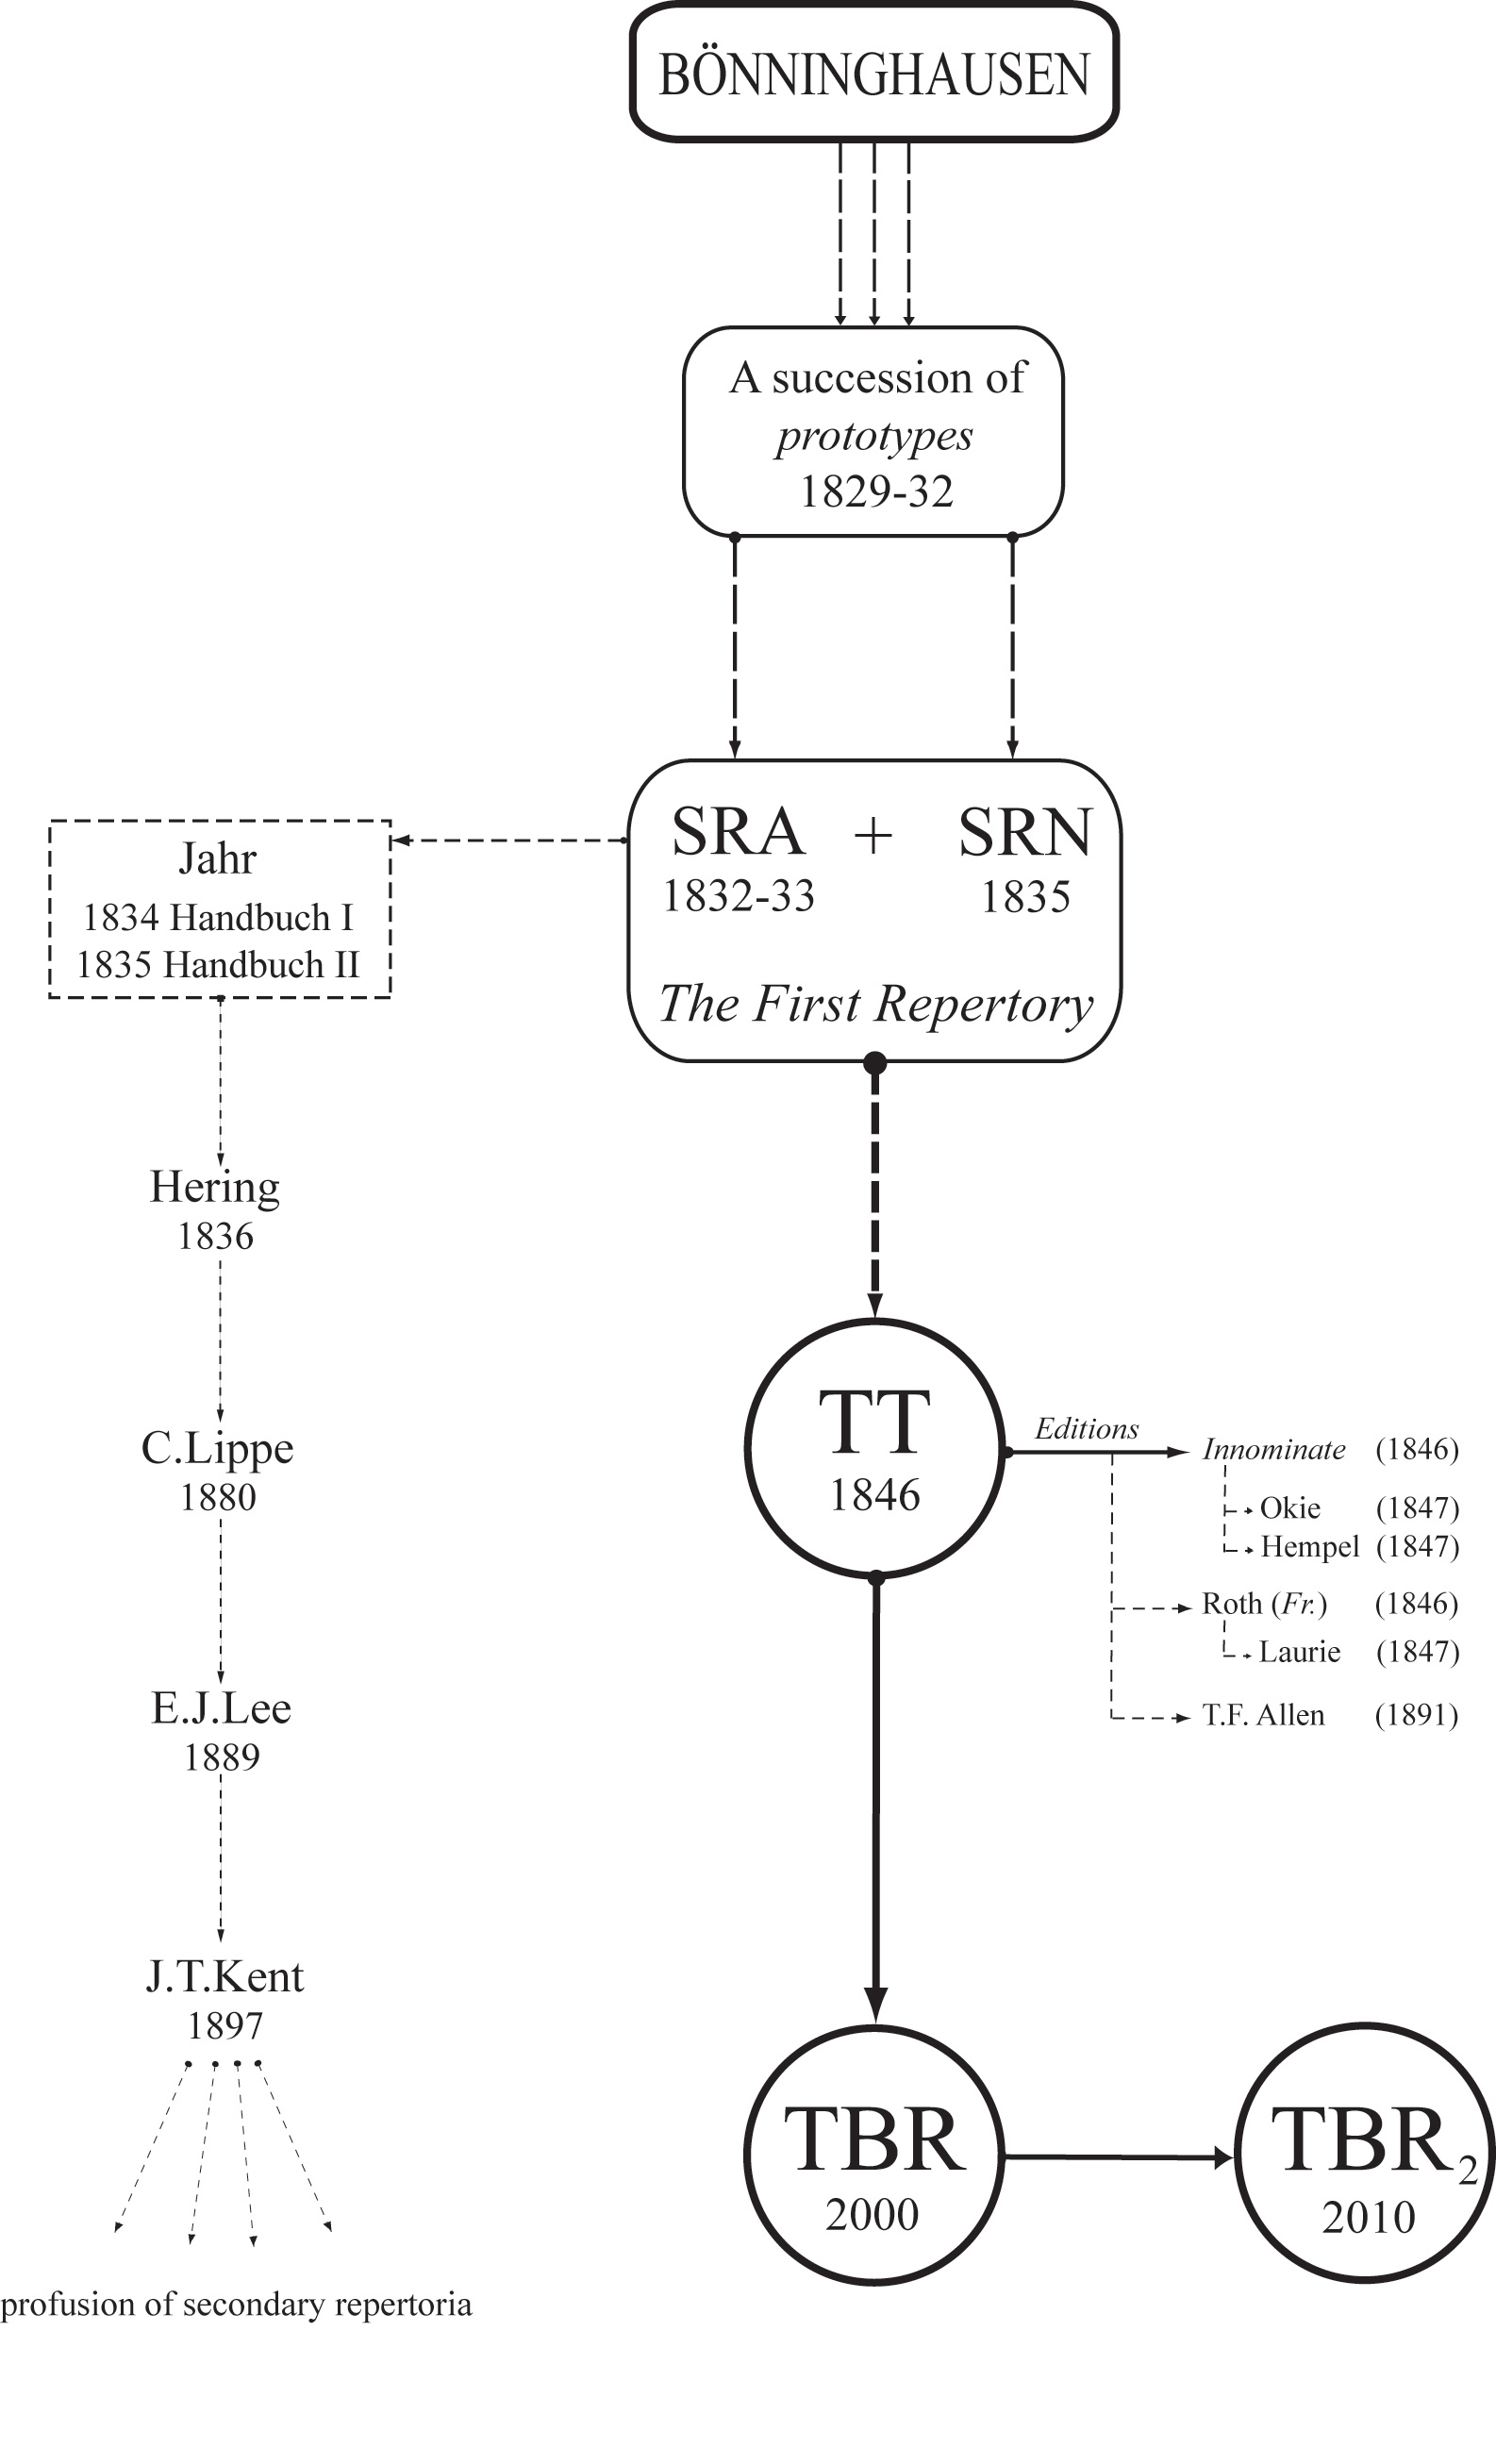 BÖNNINGHAUSEN
A succession of
prototypes
1829-32
SRA + SRN
1832-33 1835
The First Repertory
Jahr
1834 Handbuch I
1835 Handbuch II
Hering
1836
C.Lippe
1880
E.J.Lee
1889
J.T.Kent
1897
profusion of secondary repertoria
TT
1846
Editions
Innominate (1846)
Okie (1847)
Hempel (1847)
Roth (Fr.) (1846)
Laurie (1847)
T.F. Allen (1891)
TBR
2000
TBR2
2010